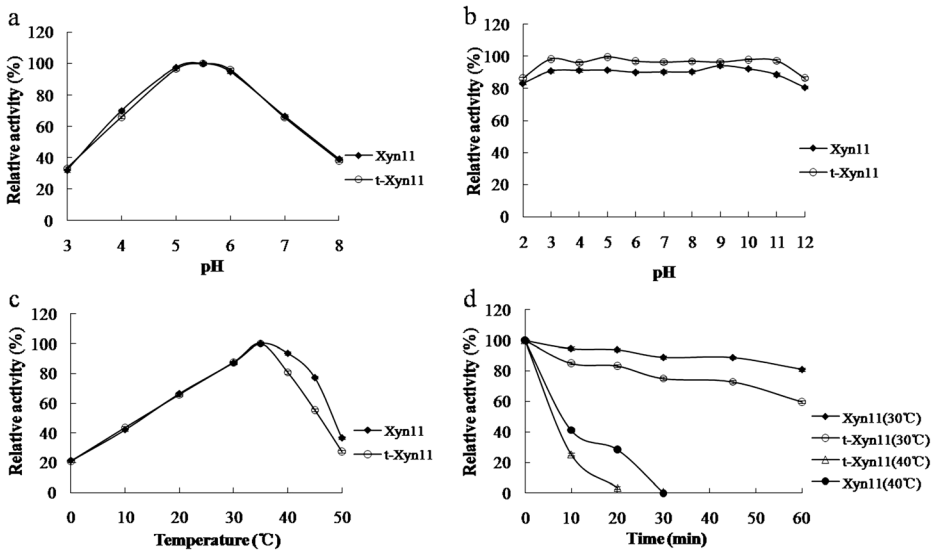 a
Relative activity (%)
120
100
80
60
40
20
0
3 4 5 6 7 8
pH
Xyn11
t-Xyn11
b
Relative activity (%)
120
100
80
60
40
20
0
2 3 4 5 6 7 8 9 10 11 12
pH
Xyn11
t-Xyn11
c
Relative activity (%)
120
100
80
60
40
20
0
0 10 20 30 40 50
Temperature (℃)
Xyn11
t-Xyn11
d
Relative activity (%)
120
100
80
60
40
20
0
0 10 20 30 40 50 60
Time (min)
Xyn11(30℃)
t-Xyn11(30℃)
t-Xyn11(40℃)
Xyn11(40℃)